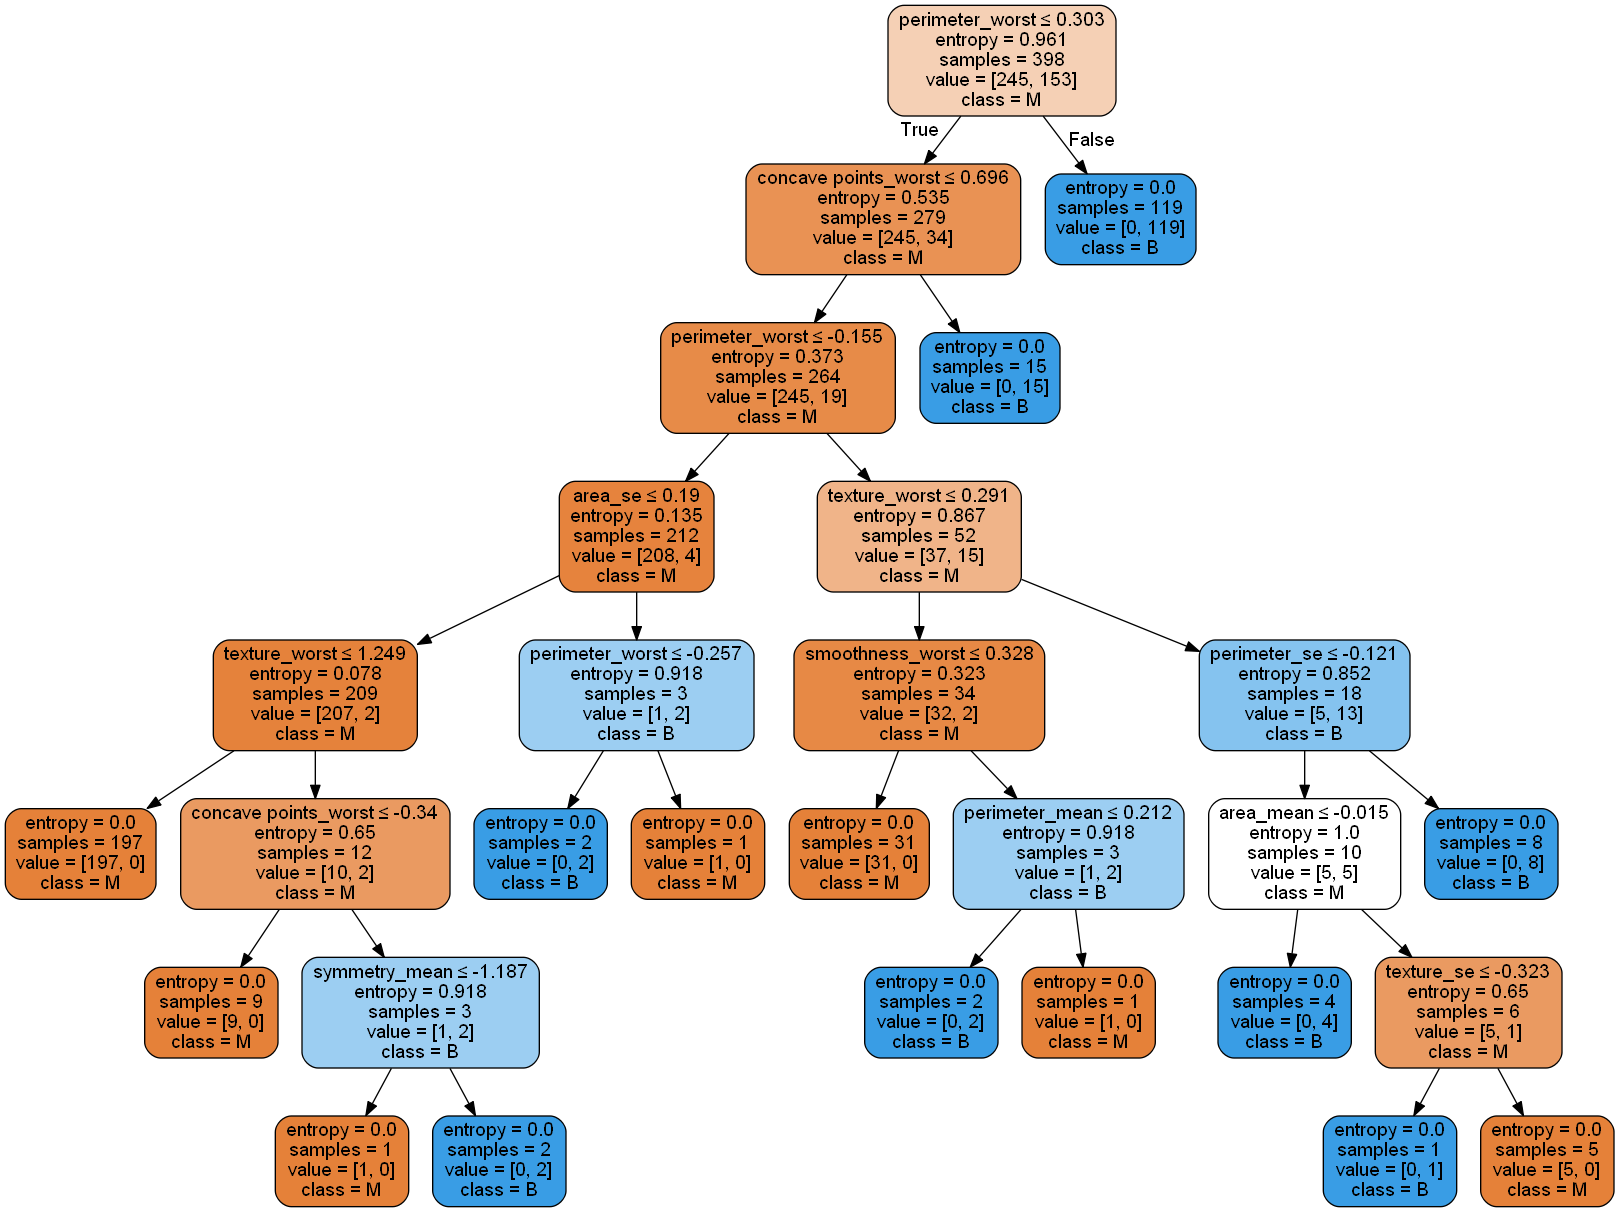 perimeter_worst ≤ 0.303
entropy = 0.961
samples = 398
value = [245, 153]
class = M
True
False
concave points_worst ≤ 0.696
entropy = 0.535
samples = 279
value = [245, 34]
class = M
entropy = 0.0
samples = 119
value = [0, 119]
class = B
perimeter_worst ≤ -0.155
entropy = 0.373
samples = 264
value = [245, 19]
class = M
entropy = 0.0
samples = 15
value = [0, 15]
class = B
area_se ≤ 0.19
entropy = 0.135
samples = 212
value = [208, 4]
class = M
texture_worst ≤ 0.291
entropy = 0.867
samples = 52
value = [37, 15]
class = M
texture_worst ≤ 1.249
entropy = 0.078
samples = 209
value = [207, 2]
class = M
perimeter_worst ≤ -0.257
entropy = 0.918
samples = 3
value = [1, 2]
class = B
smoothness_worst ≤ 0.328
entropy = 0.323
samples = 34
value = [32, 2]
class = M
perimeter_se ≤ -0.121
entropy = 0.852
samples = 18
value = [5, 13]
class = B
entropy = 0.0
samples = 197
value = [197, 0]
class = M
concave points_worst ≤ -0.34
entropy = 0.65
samples = 12
value = [10, 2]
class = M
entropy = 0.0
samples = 2
value = [0, 2]
class = B
entropy = 0.0
samples = 1
value = [1, 0]
class = M
entropy = 0.0
samples = 31
value = [31, 0]
class = M
perimeter_mean ≤ 0.212
entropy = 0.918
samples = 3
value = [1, 2]
class = B
area_mean ≤ -0.015
entropy = 1.0
samples = 10
value = [5, 5]
class = M
entropy = 0.0
samples = 8
value = [0, 8]
class = B
entropy = 0.0
samples = 9
value = [9, 0]
class = M
symmetry_mean ≤ -1.187
entropy = 0.918
samples = 3
value = [1, 2]
class = B
entropy = 0.0
samples = 2
value = [0, 2]
class = B
entropy = 0.0
samples = 1
value = [1, 0]
class = M
entropy = 0.0
samples = 4
value = [0, 4]
class = B
texture_se ≤ -0.323
entropy = 0.65
samples = 6
value = [5, 1]
class = M
entropy = 0.0
samples = 1
value = [1, 0]
class = M
entropy = 0.0
samples = 2
value = [0, 2]
class = B
entropy = 0.0
samples = 1
value = [0, 1]
class = B
entropy = 0.0
samples = 5
value = [5, 0]
class = M